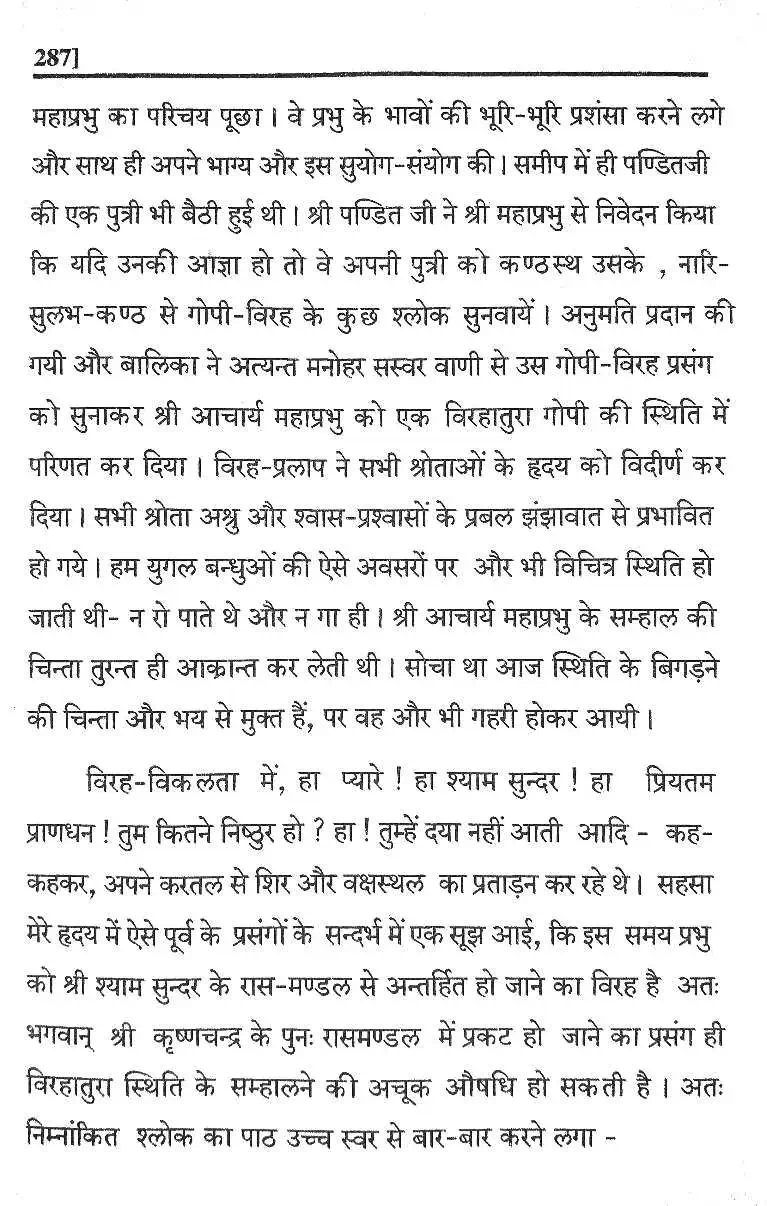 287]
महाप्रभु का परिचय पूछा । वे प्रभु के भावों की भूरि-भूरि प्रशंसा करने लगे
और साथ ही अपने भाग्य और इस सुयोग-संयोग की । समीप में ही पण्डितजी
की एक पुत्री भी बैठी हुई थी । श्री पण्डित जी ने श्री महाप्रभु से निवेदन किया
कि यदि उनकी आज्ञा हो तो वे अपनी पुत्री को कण्ठस्थ उसके , नारि-
सुलभ-कण्ठ से गोपी-विरह के कुछ श्लोक सुनवायें । अनुमति प्रदान की
गयी और बालिका ने अत्यन्त मनोहर सस्वर वाणी से उस गोपी-विरह प्रसंग
को सुनाकर श्री आचार्य महाप्रभु को एक विरहातुरा गोपी की स्थिति में
परिणत कर दिया । विरह-प्रलाप ने सभी श्रोताओं के हृदय को विदीर्ण कर
दिया । सभी श्रोता अश्रु और श्वास-प्रश्वासों के प्रबल झंझावात से प्रभावित
हो गये । हम युगल बन्धुओं की ऐसे अवसरों पर और भी विचित्र स्थिति हो
जाती थी- न रो पाते थे और न गा ही । श्री आचार्य महाप्रभु के सम्हाल की
चिन्ता तुरन्त ही आक्रान्त कर लेती थी । सोचा था आज स्थिति के बिगड़ने
की चिन्ता और भय से मुक्त हैं, पर वह और भी गहरी होकर आयी ।
विरह-विकलता में, हा प्यारे ! हा श्याम सुन्दर ! हा प्रियतम
प्राणधन ! तुम कितने निष्ठुर हो ? हा ! तुम्हें दया नहीं आती आदि - कह-
कहकर, अपने करतल से शिर और वक्षस्थल का प्रताड़न कर रहे थे । सहसा
मेरे हृदय में ऐसे पूर्व के प्रसंगों के सन्दर्भ में एक सूझ आई, कि इस समय प्रभु
को श्री श्याम सुन्दर के रास-मण्डल से अन्तर्हित हो जाने का विरह है अतः
भगवान् श्री कृष्णचन्द्र के पुनः रासमण्डल में प्रकट हो जाने का प्रसंग ही
विरहातुरा स्थिति के सम्हालने की अचूक औषधि हो सकती है । अतः
निम्नांकित श्लोक का पाठ उच्च स्वर से बार-बार करने लगा -